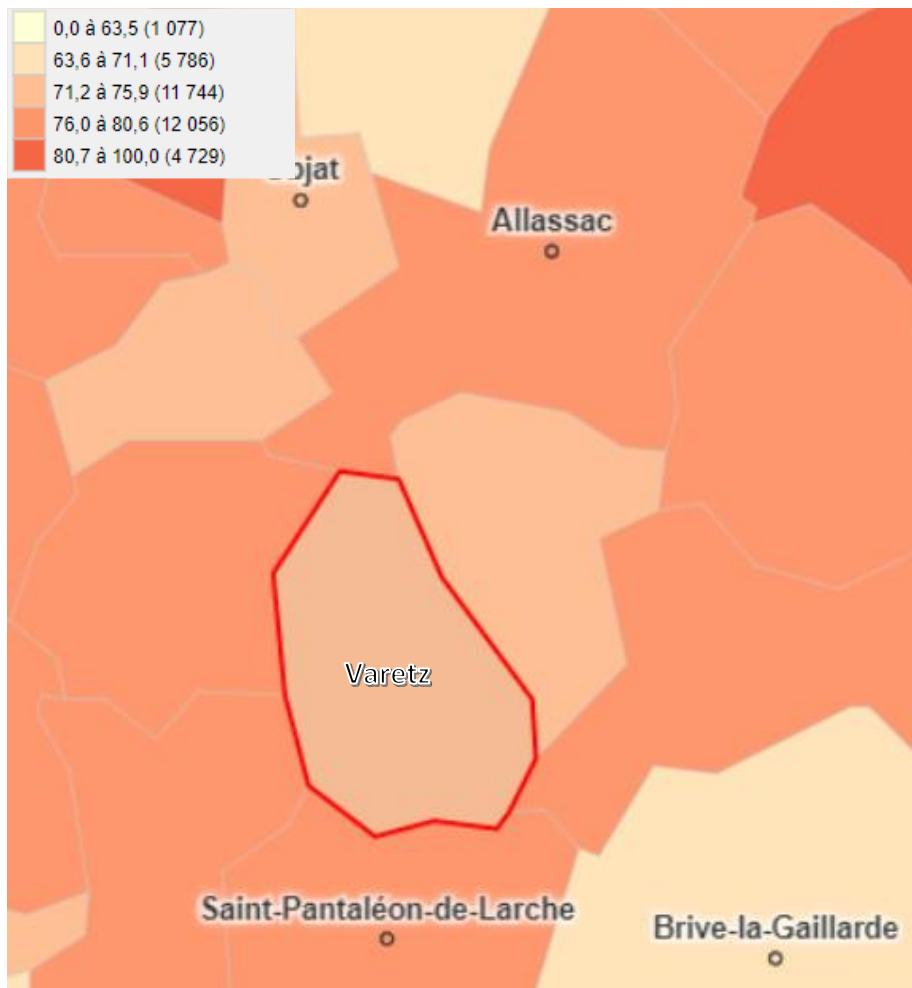 0,0 à 63,5 (1 077)
63,6 à 71,1 (5 786)
71,2 à 75,9 (11 744)
76,0 à 80,6 (12 056)
80,7 à 100,0 (4 729)
Allassac
Varetz
Saint-Pantaléon-de-Larche
Brive-la-Gaillarde